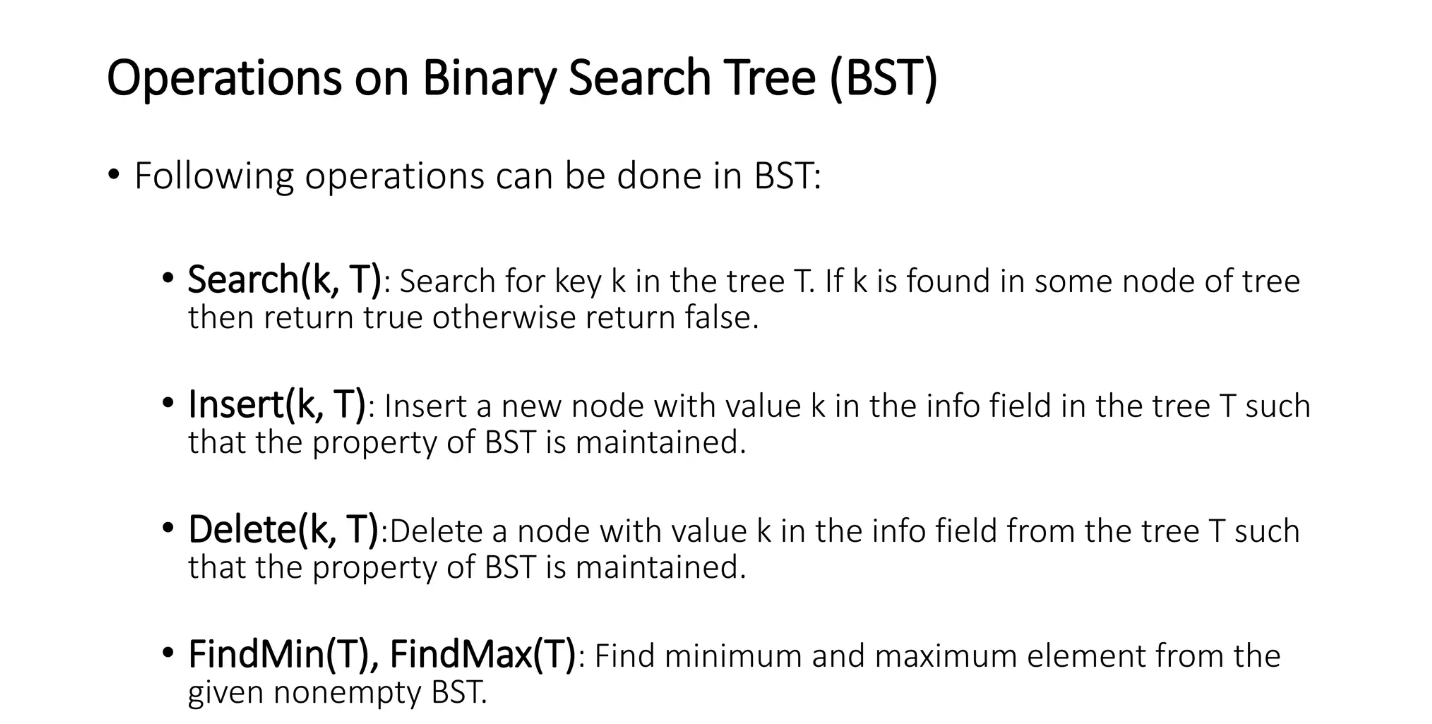 Operations on Binary Search Tree (BST)
• Following operations can be done in BST:
• Search(k, T): Search for key k in the tree T. If k is found in some node of tree
then return true otherwise return false.
• Insert(k, T): Insert a new node with value k in the info field in the tree T such
that the property of BST is maintained.
• Delete(k, T):Delete a node with value k in the info field from the tree T such
that the property of BST is maintained.
• FindMin(T), FindMax(T): Find minimum and maximum element from the
given nonempty BST.